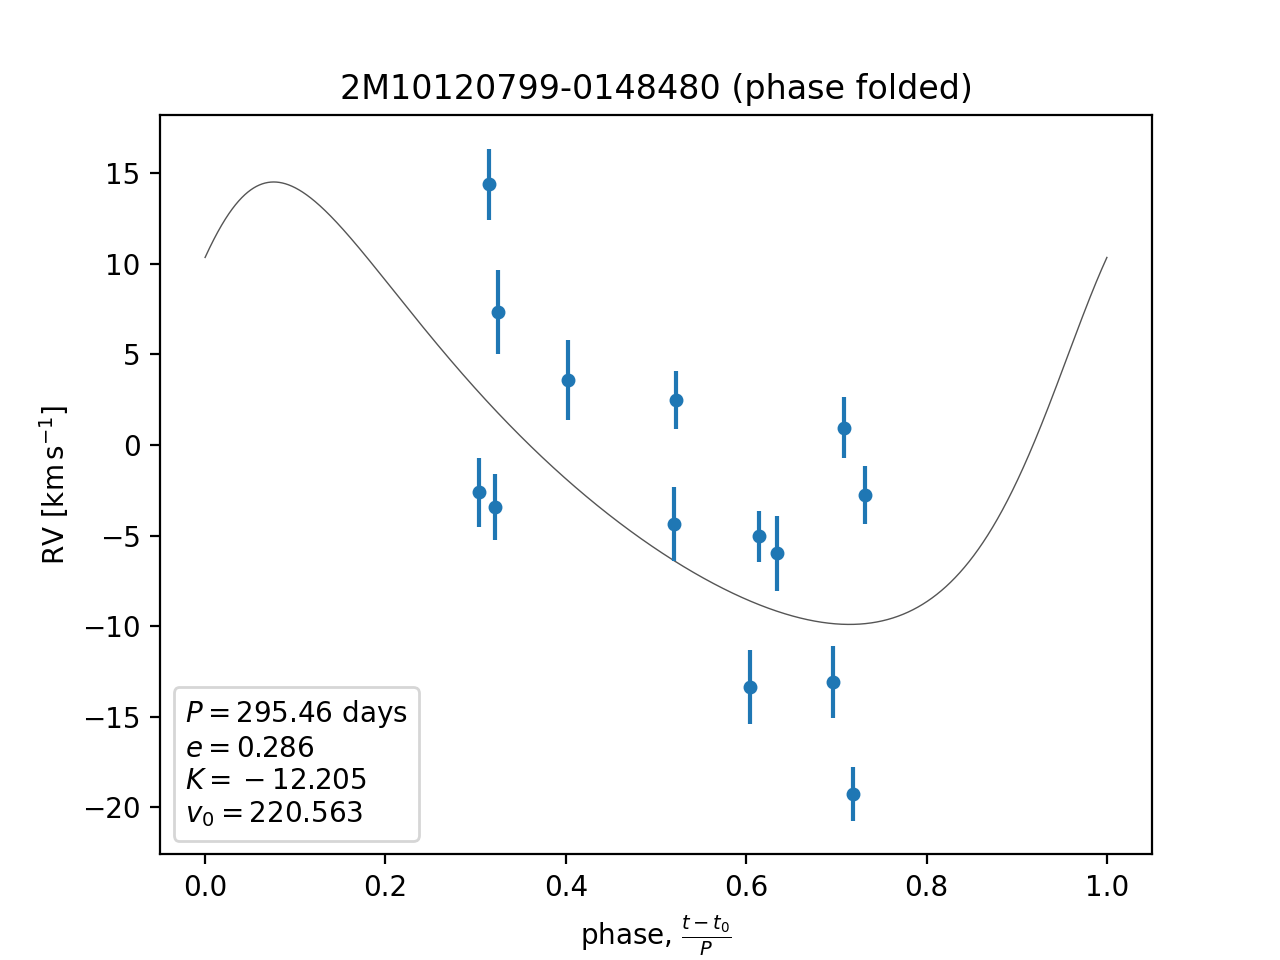 2M10120799-0148480 (phase folded)
15
10
5
0
−5
−10
−15
−20
RV [km s⁻¹]
P = 295.46 days
e = 0.286
K = −12.205
v₀ = 220.563
0.0 0.2 0.4 0.6 0.8 1.0
phase, (t − t₀)/P